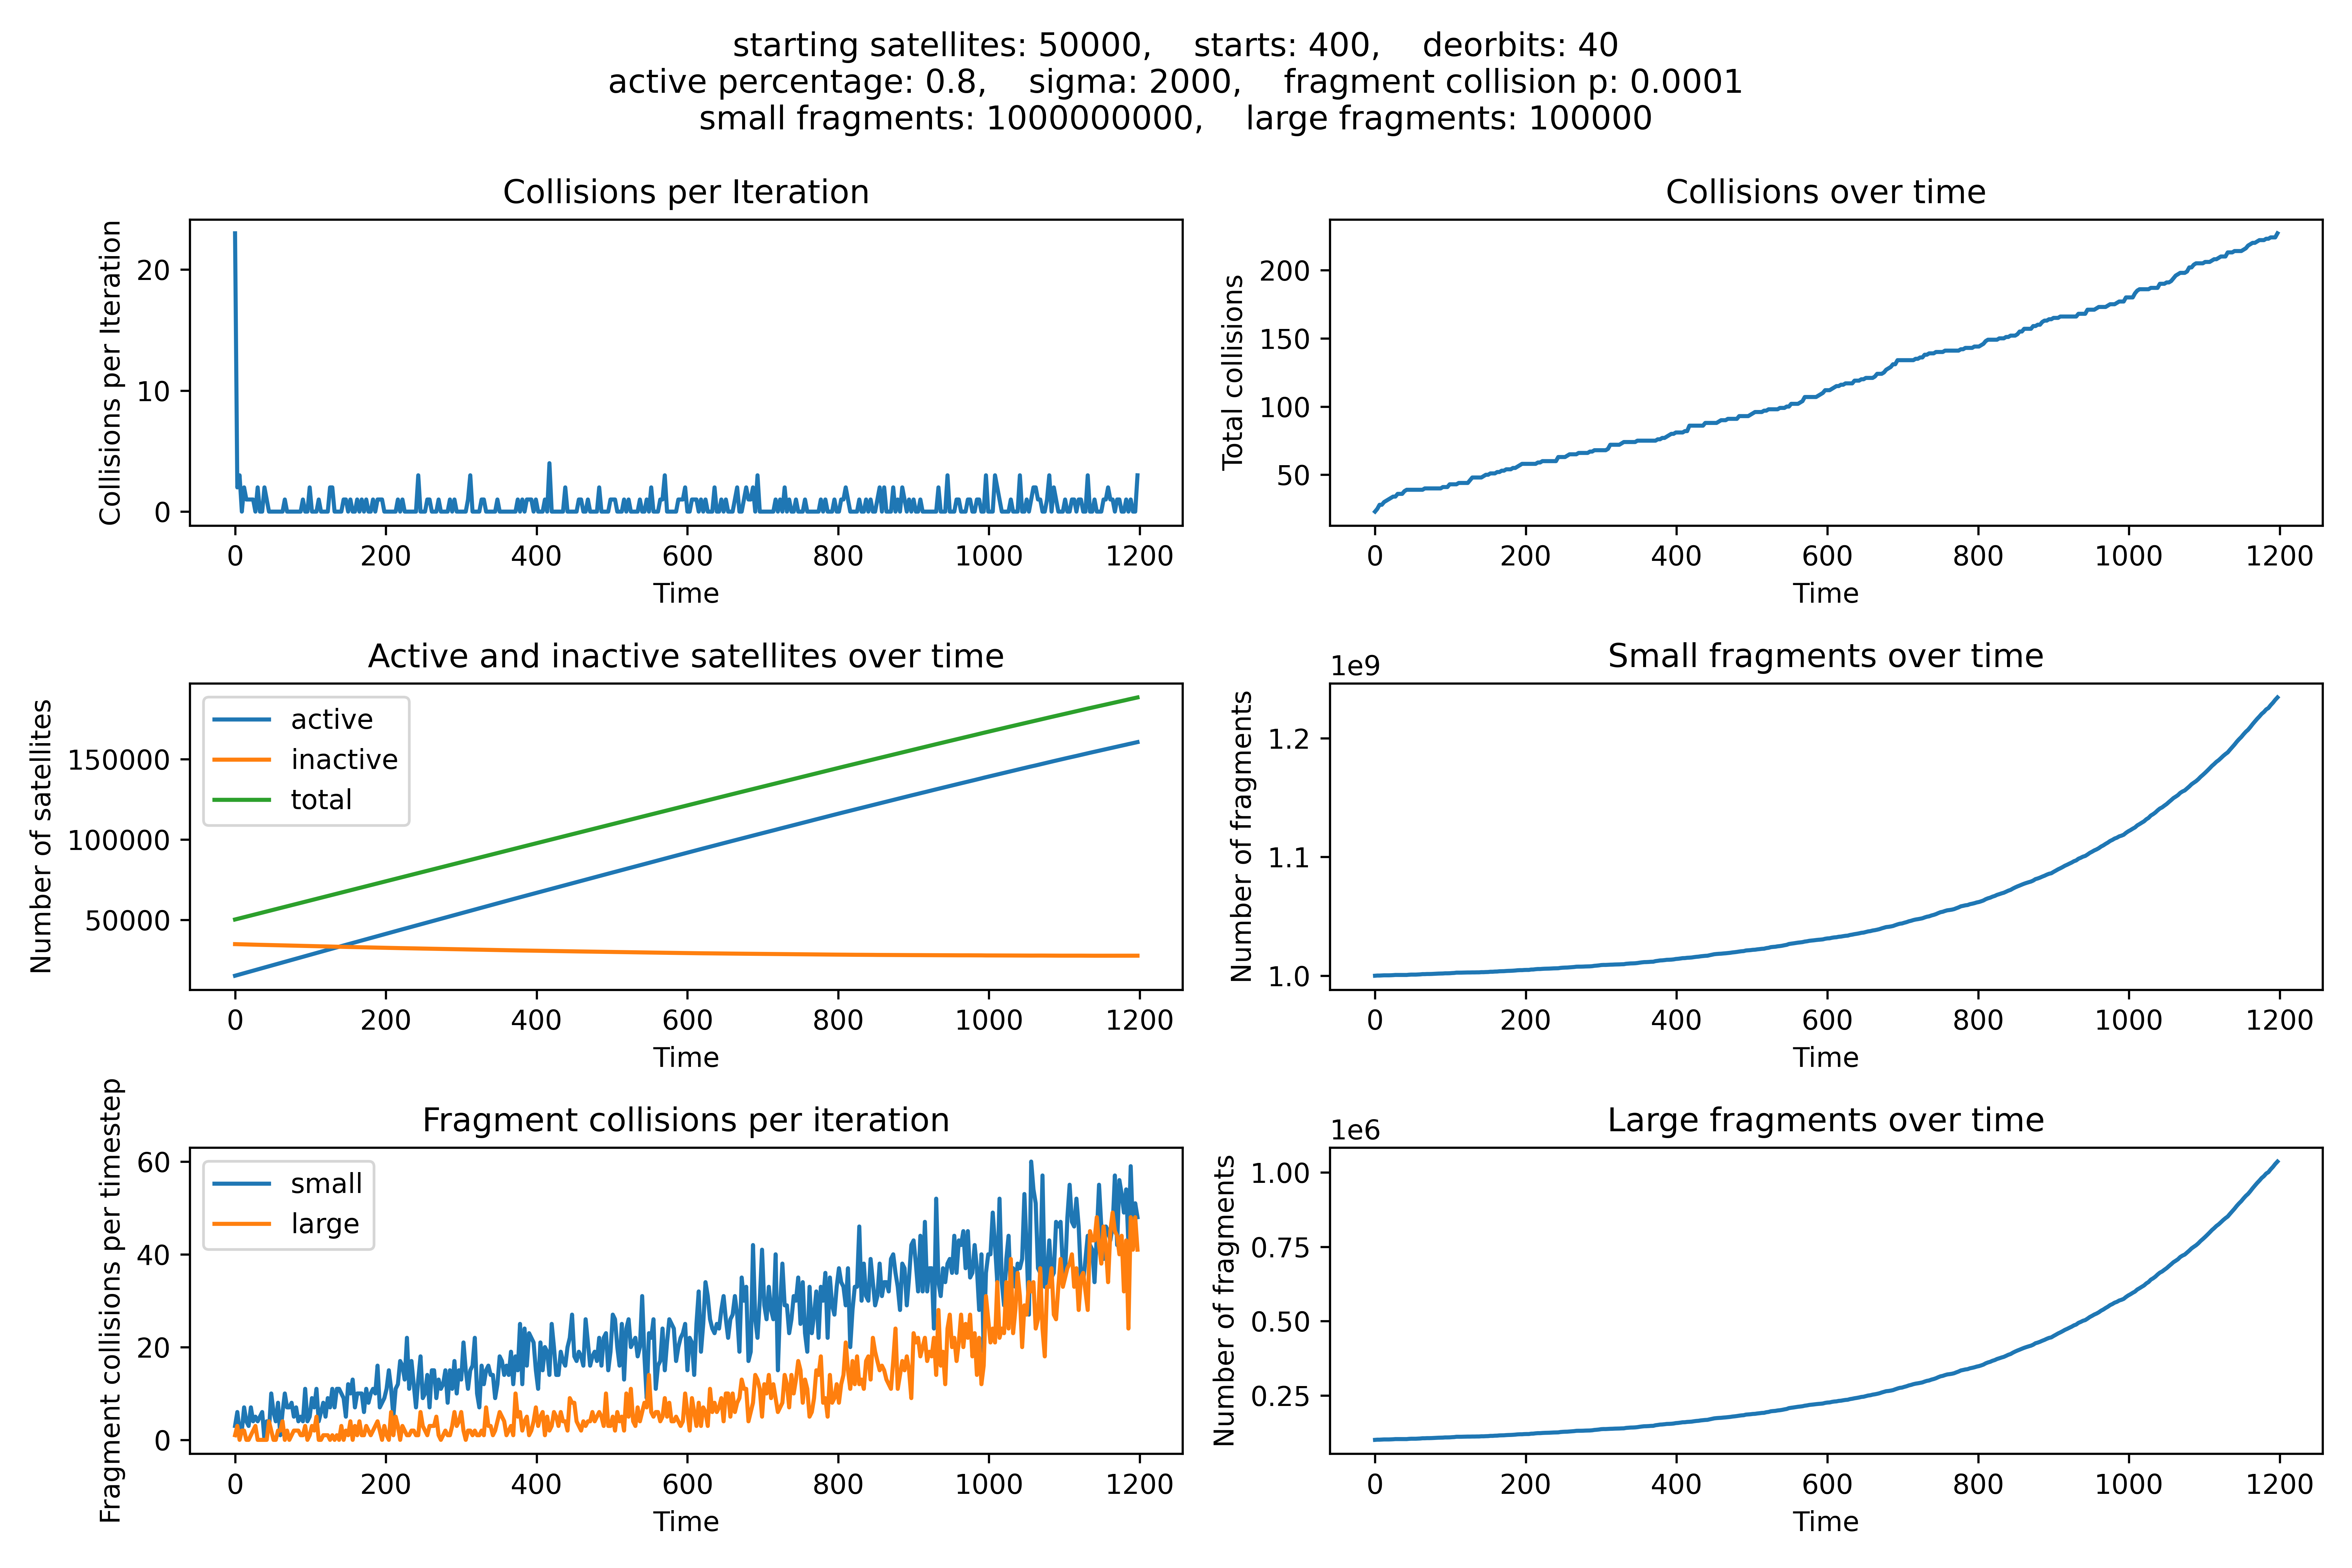 starting satellites: 50000, starts: 400, deorbits: 40
active percentage: 0.8, sigma: 2000, fragment collision p: 0.0001
small fragments: 1000000000, large fragments: 100000
Collisions per Iteration
Collisions per Iteration
20
10
0
0 200 400 600 800 1000 1200
Time
Collisions over time
Total collisions
200
150
100
50
0 200 400 600 800 1000 1200
Time
Active and inactive satellites over time
Number of satellites
150000
100000
50000
active
inactive
total
0 200 400 600 800 1000 1200
Time
Small fragments over time
1e9
Number of fragments
1.2
1.1
1.0
0 200 400 600 800 1000 1200
Time
Fragment collisions per iteration
Fragment collisions per timestep
60
40
20
0
small
large
0 200 400 600 800 1000 1200
Time
Large fragments over time
1e6
Number of fragments
1.00
0.75
0.50
0.25
0 200 400 600 800 1000 1200
Time